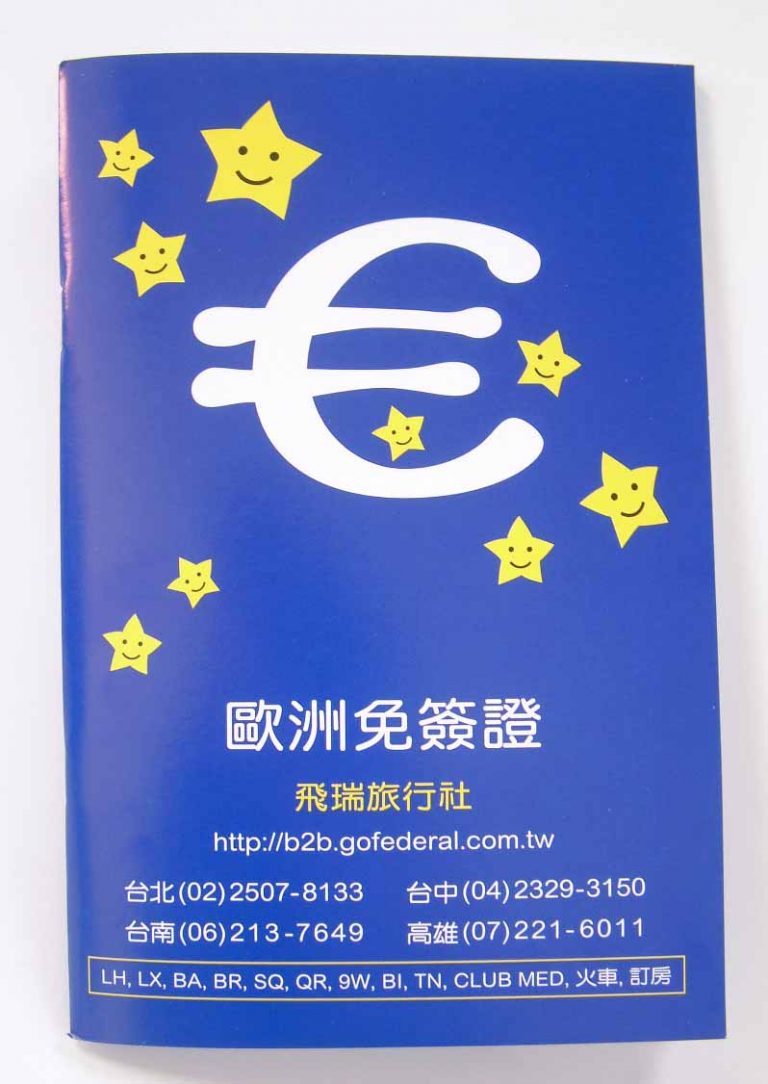 €
歐洲免簽證
飛瑞旅行社
http://b2b.gofederal.com.tw
台北(02)2507-8133 台中(04)2329-3150
台南(06)213-7649 高雄(07)221-6011
LH, LX, BA, BR, SQ, QR, 9W, BI, TN, CLUB MED, 火車, 訂房